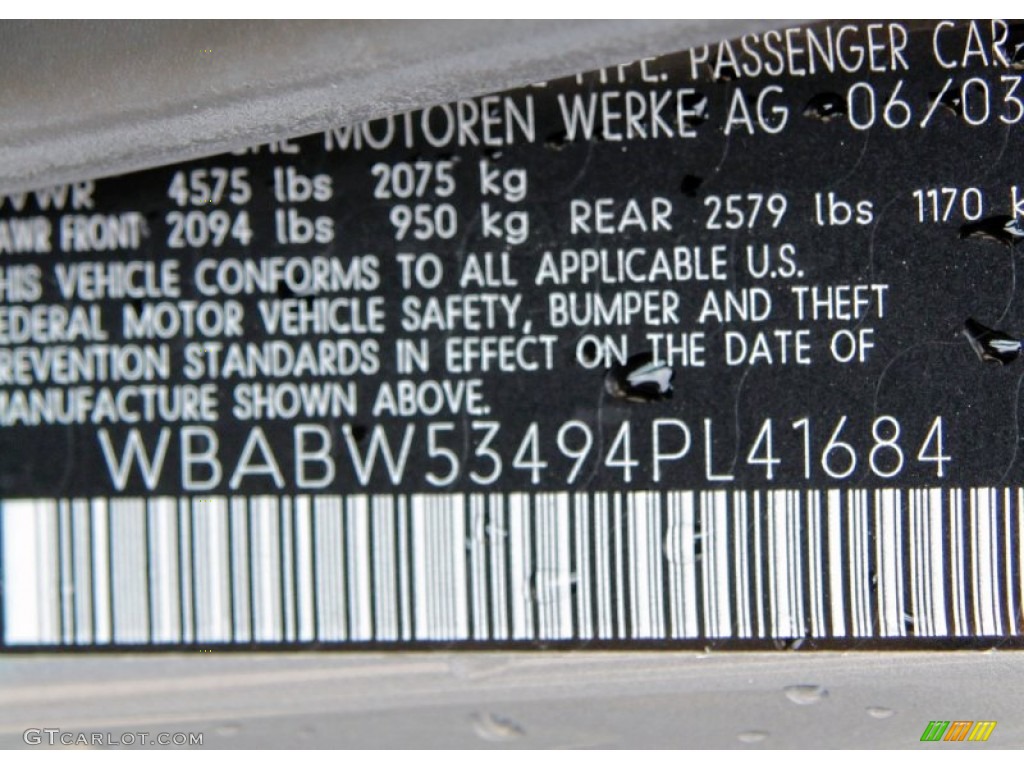 TYPE: PASSENGER CAR
MOTOREN WERKE AG 06/03
4575 lbs 2075 kg
FRONT 2094 lbs 950 kg REAR 2579 lbs 1170 k
HIS VEHICLE CONFORMS TO ALL APPLICABLE U.S.
EDERAL MOTOR VEHICLE SAFETY, BUMPER AND THEFT
REVENTION STANDARDS IN EFFECT ON THE DATE OF
MANUFACTURE SHOWN ABOVE.
WBABW53494PL41684
GTCARLOT.COM